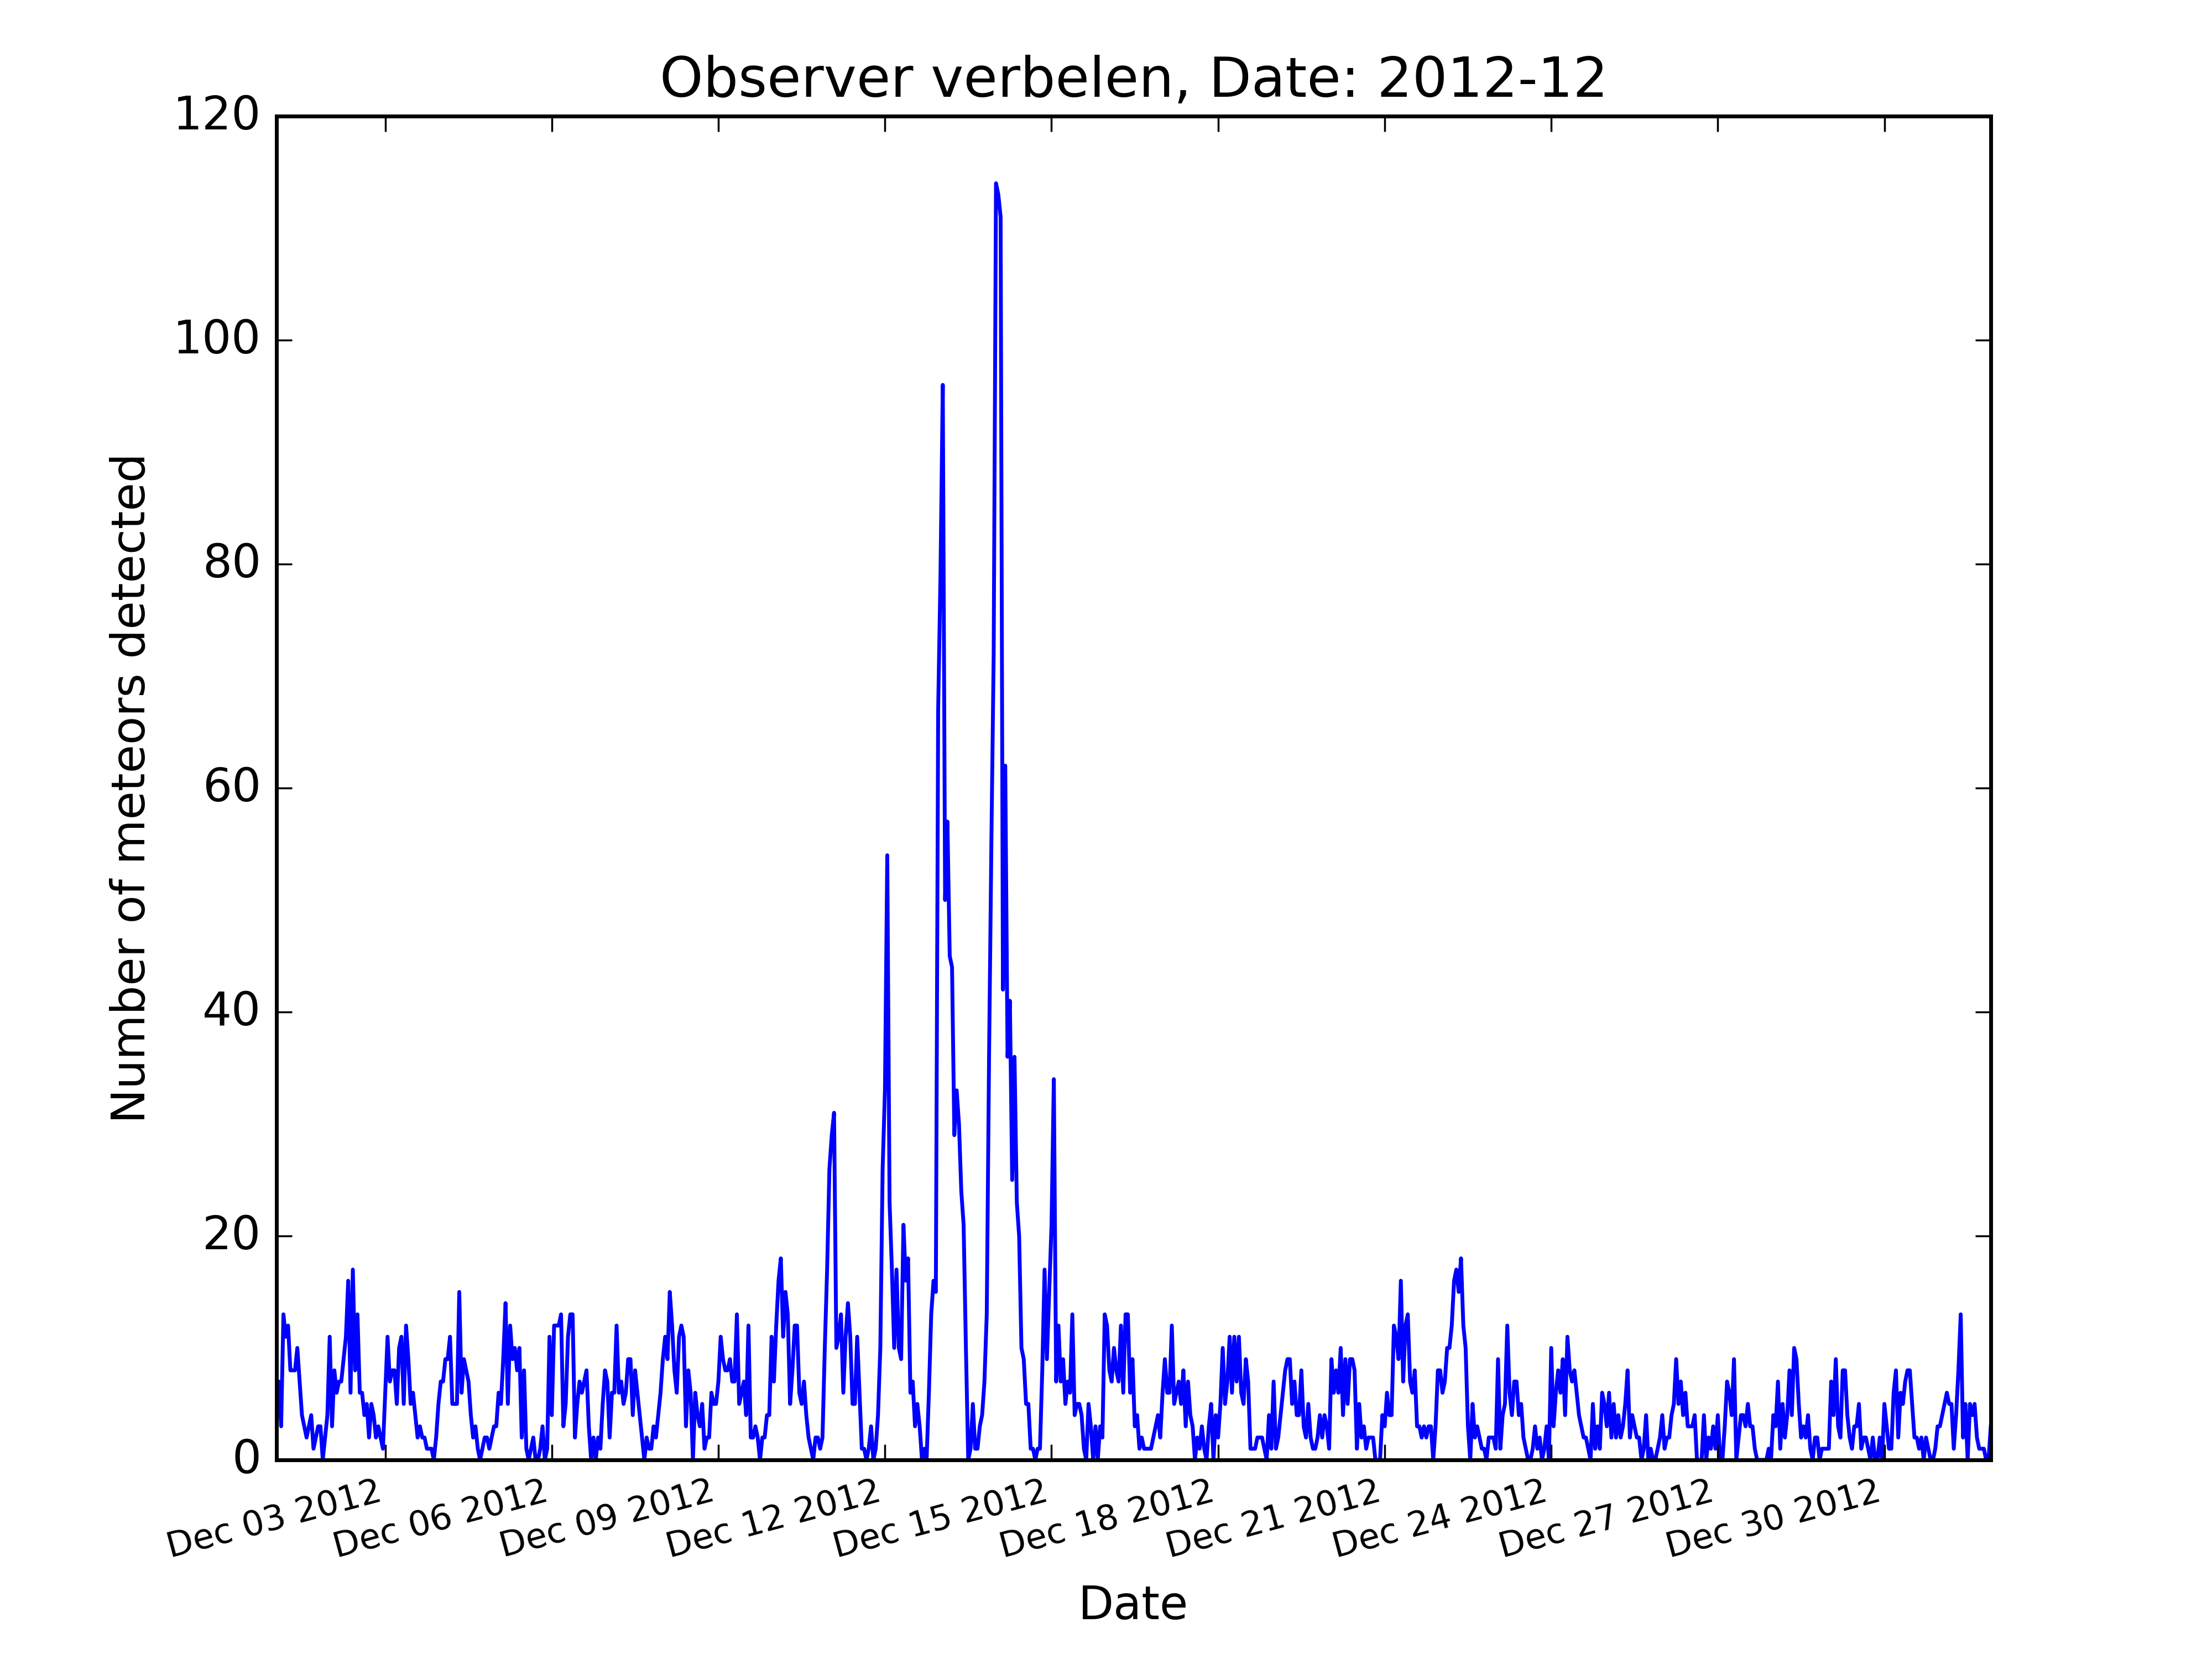 Observer verbelen, Date: 2012-12
120
100
80
60
40
20
0
Number of meteors detected
Dec 03 2012
Dec 06 2012
Dec 09 2012
Dec 12 2012
Dec 15 2012
Dec 18 2012
Dec 21 2012
Dec 24 2012
Dec 27 2012
Dec 30 2012
Date